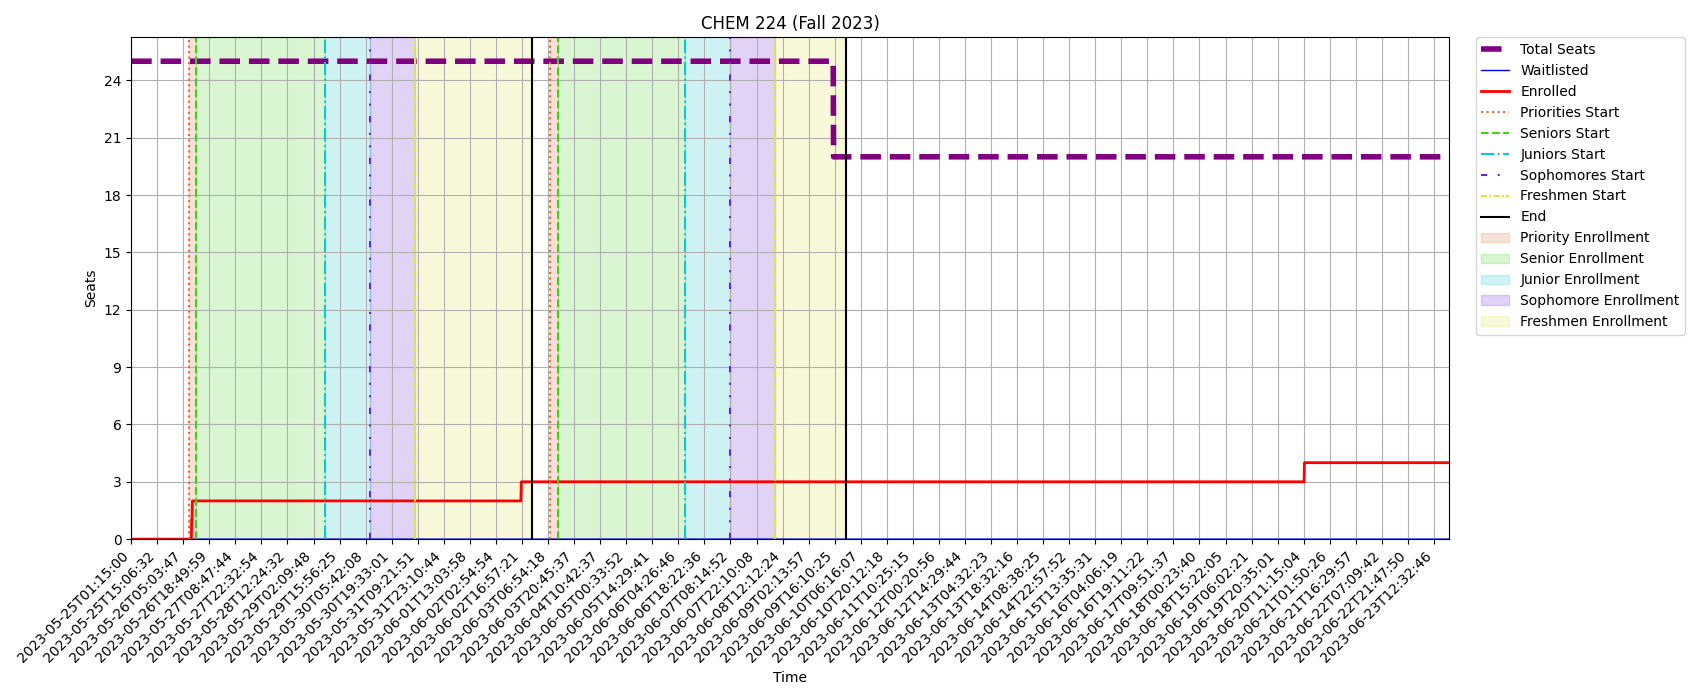 CHEM 224 (Fall 2023)
Seats
24
21
18
15
12
9
6
3
0
2023-05-25T01:15:00
2023-05-25T15:06:32
2023-05-26T05:03:47
2023-05-26T18:49:59
2023-05-27T08:47:44
2023-05-27T22:32:54
2023-05-28T12:24:32
2023-05-29T02:09:48
2023-05-29T15:56:25
2023-05-30T05:42:08
2023-05-30T19:33:01
2023-05-31T09:21:51
2023-05-31T23:10:44
2023-06-01T13:03:58
2023-06-02T02:54:54
2023-06-02T16:57:21
2023-06-03T06:54:18
2023-06-03T20:45:37
2023-06-04T10:42:37
2023-06-05T00:33:52
2023-06-05T14:29:41
2023-06-06T04:26:46
2023-06-06T18:22:36
2023-06-07T08:14:52
2023-06-07T22:10:08
2023-06-08T12:12:24
2023-06-09T02:13:57
2023-06-09T16:10:25
2023-06-10T06:16:07
2023-06-10T20:12:18
2023-06-11T10:25:15
2023-06-12T00:20:56
2023-06-12T14:29:44
2023-06-13T04:32:23
2023-06-13T18:32:16
2023-06-14T08:38:25
2023-06-14T22:57:52
2023-06-15T13:35:31
2023-06-16T04:06:19
2023-06-16T19:11:22
2023-06-17T09:51:37
2023-06-18T00:23:40
2023-06-18T15:22:05
2023-06-19T06:02:21
2023-06-19T20:35:01
2023-06-20T11:15:04
2023-06-21T01:50:26
2023-06-21T16:29:57
2023-06-22T07:09:42
2023-06-22T21:47:50
2023-06-23T12:32:46
Time
Total Seats
Waitlisted
Enrolled
Priorities Start
Seniors Start
Juniors Start
Sophomores Start
Freshmen Start
End
Priority Enrollment
Senior Enrollment
Junior Enrollment
Sophomore Enrollment
Freshmen Enrollment